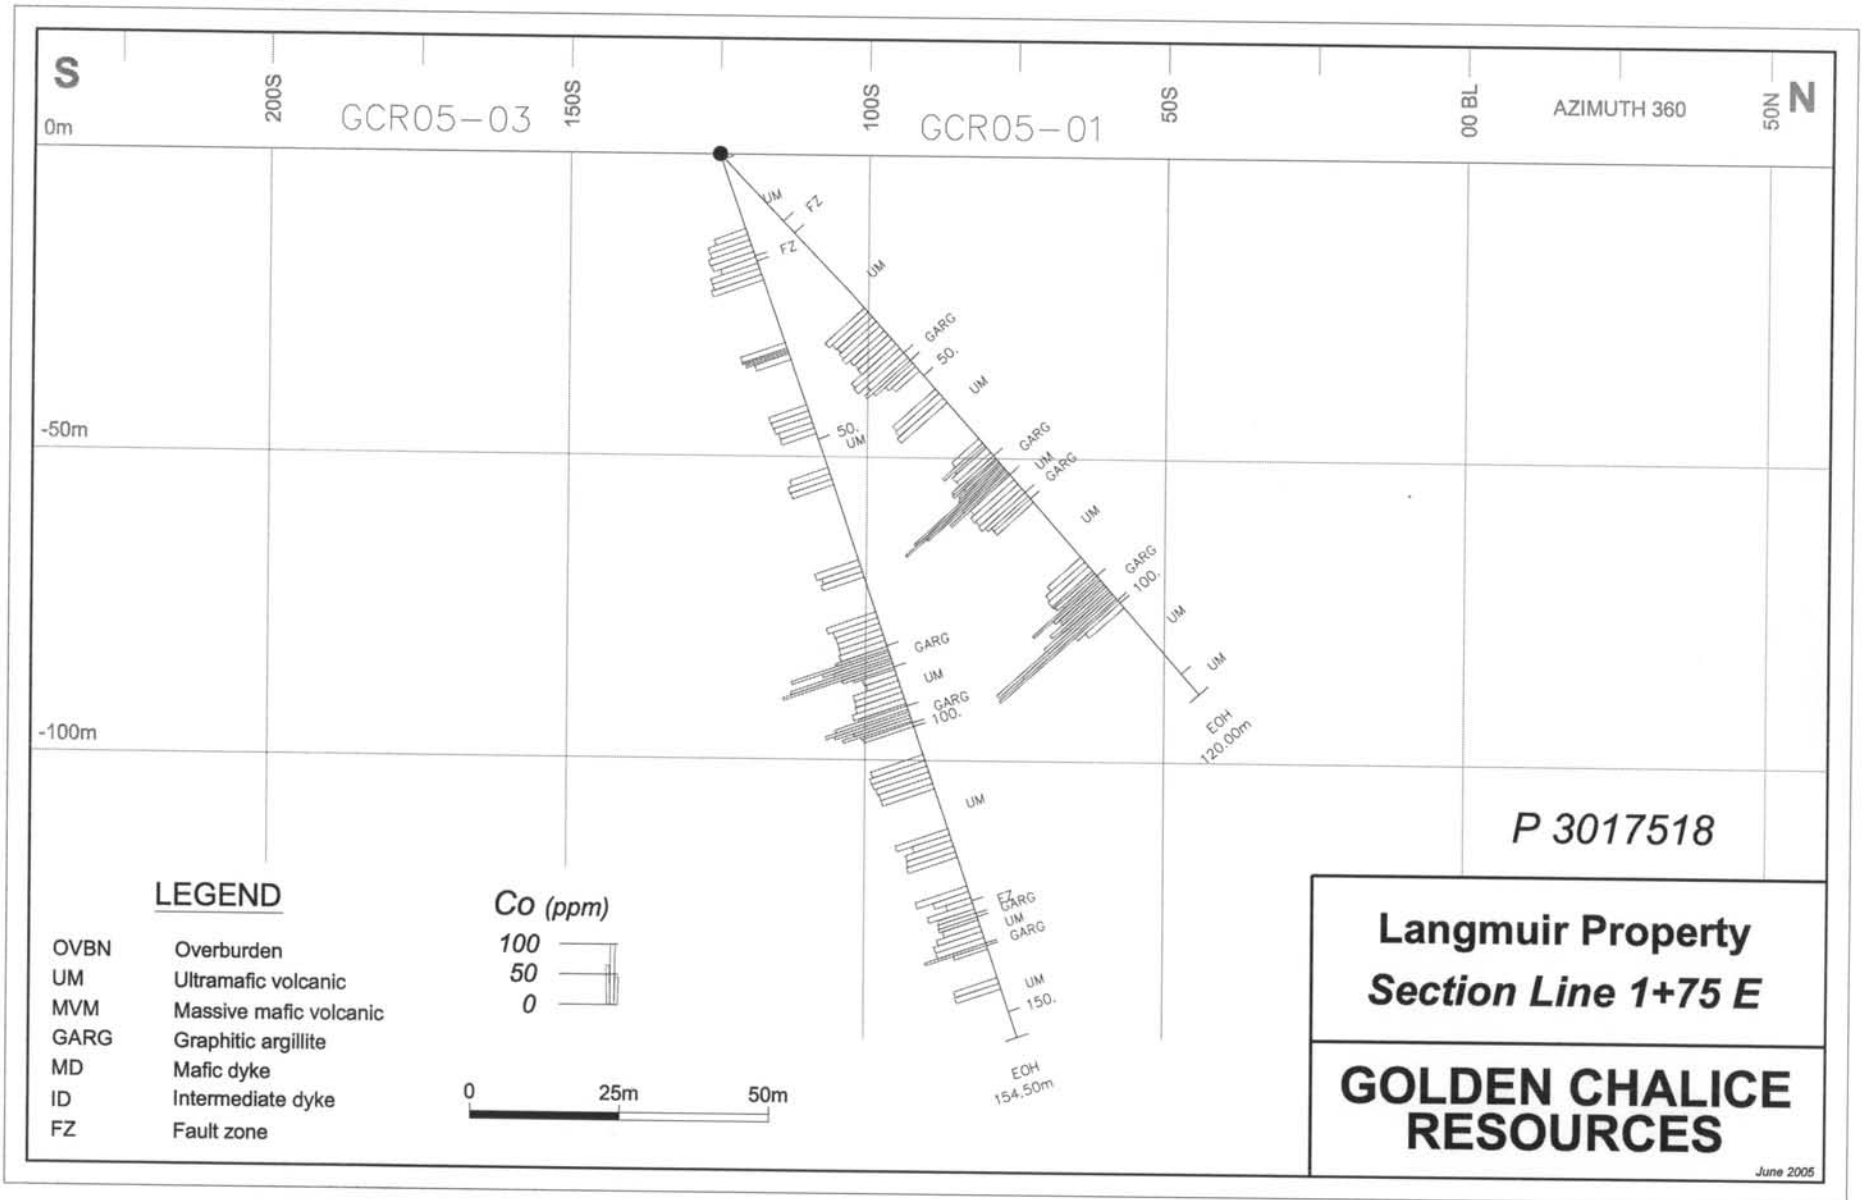 S
200S
150S
100S
50S
00 BL
50N
N
AZIMUTH 360
GCR05-03
GCR05-01
0m
-50m
-100m
UM
FZ
UM
GARG
50.
UM
GARG
UM
GARG
UM
GARG
100.
UM
UM
EOH
120.00m
FZ
50.
UM
GARG
UM
GARG
100.
UM
FZ
GARG
UM
GARG
UM
150.
EOH
154.50m
LEGEND
OVBN Overburden
UM Ultramafic volcanic
MVM Massive mafic volcanic
GARG Graphitic argillite
MD Mafic dyke
ID Intermediate dyke
FZ Fault zone
Co (ppm)
100
50
0
0 25m 50m
P 3017518
Langmuir Property
Section Line 1+75 E
GOLDEN CHALICE
RESOURCES
June 2005